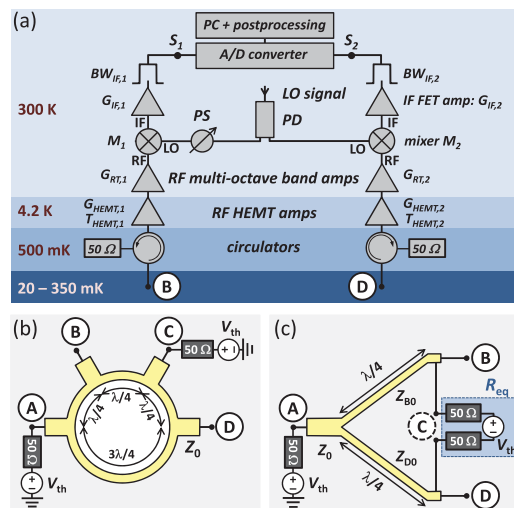 (a)
PC + postprocessing
A/D converter
S1
S2
BWIF,1
BWIF,2
300 K
GIF,1
IF
LO signal
PS
PD
IF FET amp: GIF,2
IF
M1
LO
LO
mixer M2
RF
RF
GRT,1
RF multi-octave band amps
GRT,2
4.2 K
GHEMT,1
THEMT,1
RF HEMT amps
GHEMT,2
THEMT,2
500 mK
50 Ω
circulators
50 Ω
20 – 350 mK
B
D
(b)
B
C
50 Ω
Vth
A
λ/4
λ/4
λ/4
3λ/4
50 Ω
Vth
Z0
D
(c)
λ/4
B
ZB0
Req
A
C
50 Ω
50 Ω
Vth
Z0
ZD0
50 Ω
Vth
λ/4
D